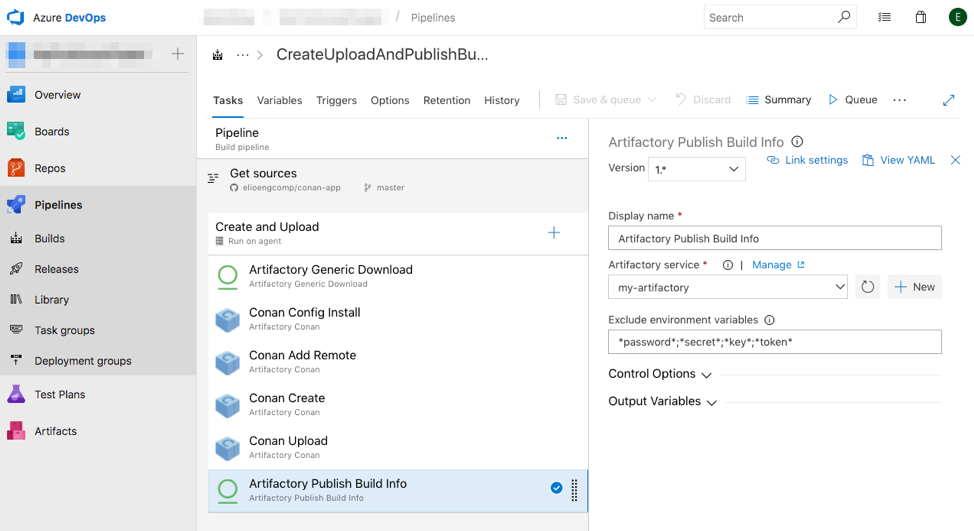 Azure DevOps
/ Pipelines
Search
E
CreateUploadAndPublishBu...
Overview
Boards
Repos
Pipelines
Builds
Releases
Library
Task groups
Deployment groups
Test Plans
Artifacts
Tasks Variables Triggers Options Retention History
Save & queue Discard Summary Queue ...
Pipeline
Build pipeline
Get sources
elioengcomp/conan-app master
Create and Upload
Run on agent
Artifactory Generic Download
Artifactory Generic Download
Conan Config Install
Artifactory Conan
Conan Add Remote
Artifactory Conan
Conan Create
Artifactory Conan
Conan Upload
Artifactory Conan
Artifactory Publish Build Info
Artifactory Publish Build Info
Artifactory Publish Build Info
Version 1.*
Link settings View YAML
Display name *
Artifactory Publish Build Info
Artifactory service * | Manage
my-artifactory
New
Exclude environment variables
*password*;*secret*;*key*;*token*
Control Options
Output Variables